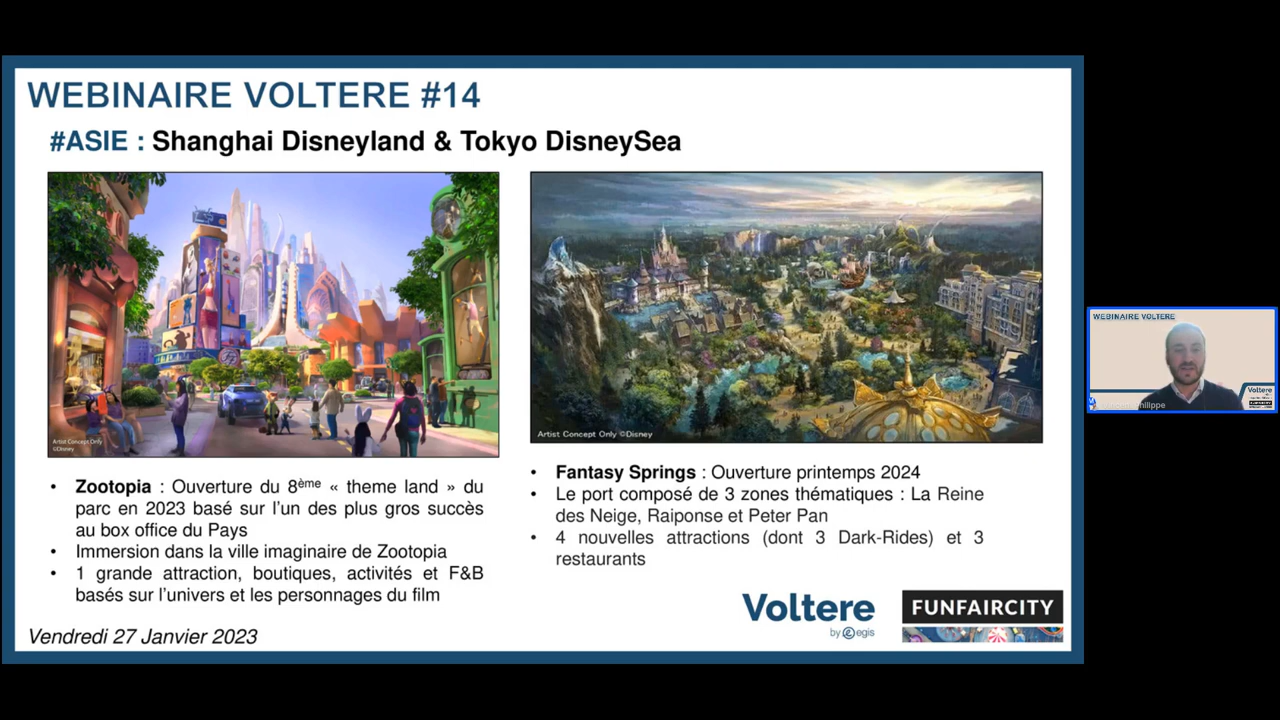 WEBINAIRE VOLTERE #14
#ASIE : Shanghai Disneyland & Tokyo DisneySea
Artist Concept Only
©Disney
Artist Concept Only ©Disney
• Zootopia : Ouverture du 8ème « theme land » du
parc en 2023 basé sur l'un des plus gros succès
au box office du Pays
• Immersion dans la ville imaginaire de Zootopia
• 1 grande attraction, boutiques, activités et F&B
basés sur l'univers et les personnages du film
• Fantasy Springs : Ouverture printemps 2024
• Le port composé de 3 zones thématiques : La Reine
des Neige, Raiponse et Peter Pan
• 4 nouvelles attractions (dont 3 Dark-Rides) et 3
restaurants
Vendredi 27 Janvier 2023
Voltere
by egis
FUNFAIRCITY
WEBINAIRE VOLTERE
Voltere